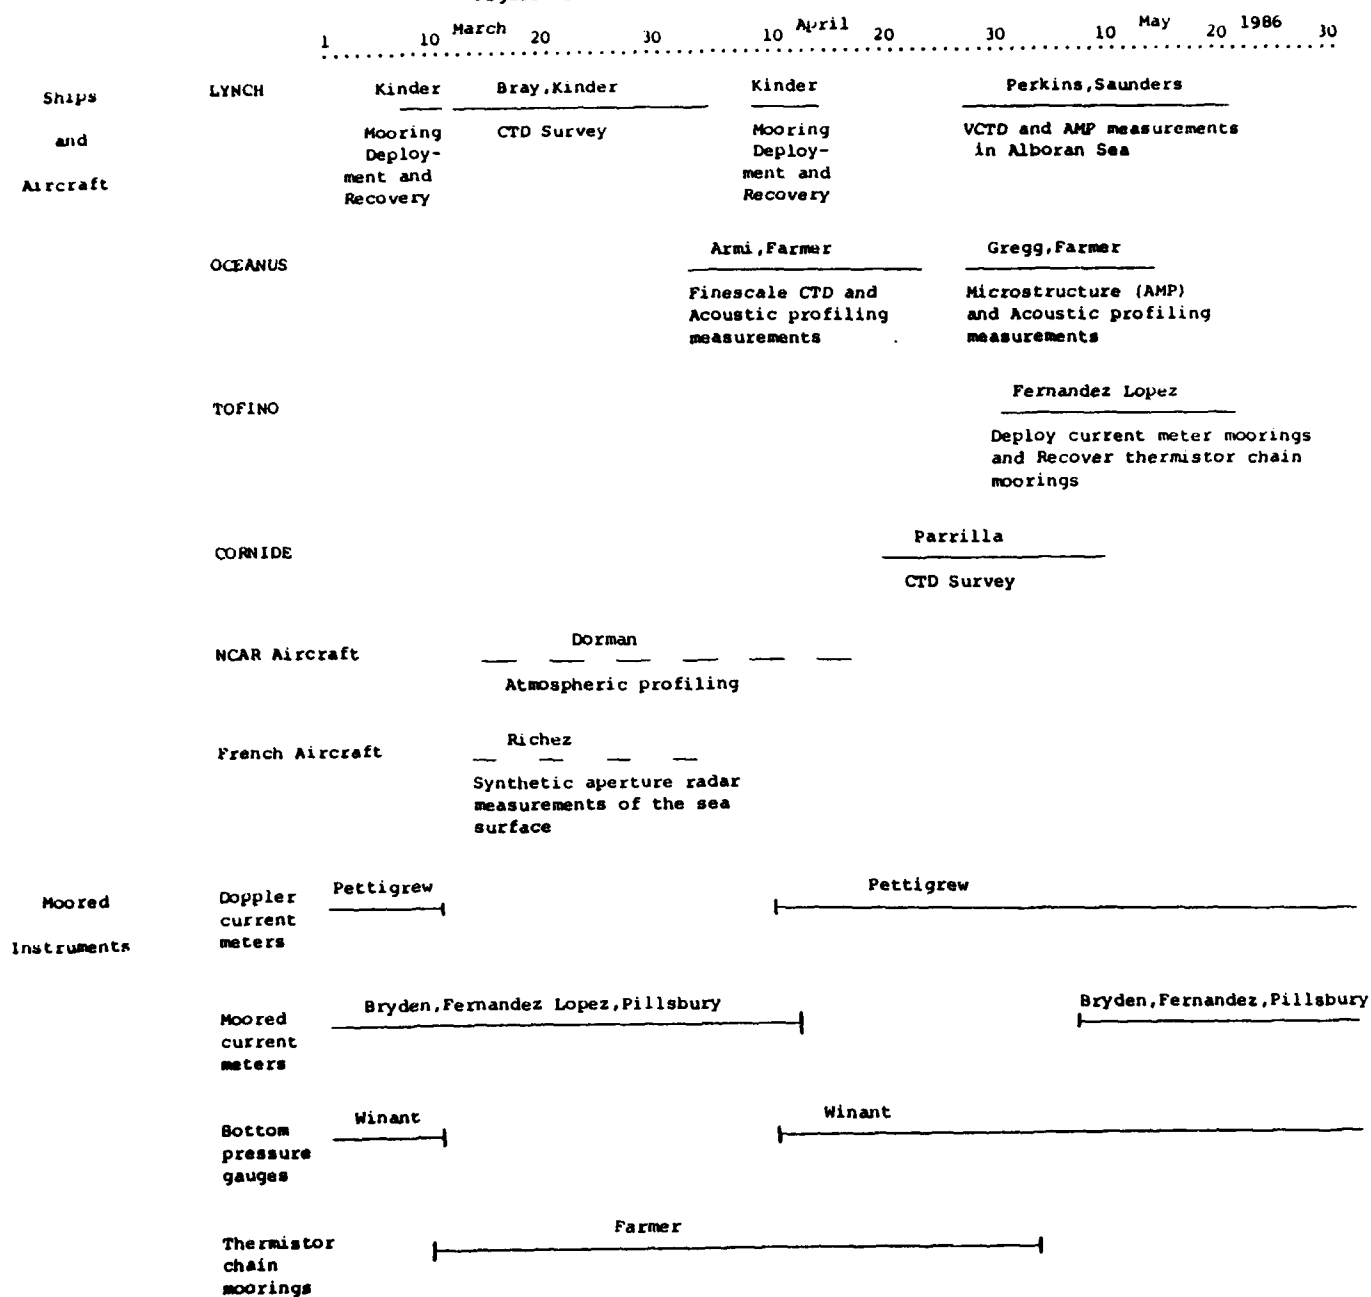 March April May 1986
1 10 20 30 10 20 30 10 20 30
Ships
and
Aircraft
LYNCH
Kinder
Mooring
Deploy-
ment and
Recovery
Bray,Kinder
CTD Survey
Kinder
Mooring
Deploy-
ment and
Recovery
Perkins,Saunders
VCTD and AMP measurements
in Alboran Sea
OCEANUS
Armi,Farmer
Finescale CTD and
Acoustic profiling
measurements
Gregg,Farmer
Microstructure (AMP)
and Acoustic profiling
measurements
TOFINO
Fernandez Lopez
Deploy current meter moorings
and Recover thermistor chain
moorings
CORNIDE
Parrilla
CTD Survey
NCAR Aircraft
Dorman
Atmospheric profiling
French Aircraft
Richez
Synthetic aperture radar
measurements of the sea
surface
Moored
Instruments
Doppler
current
meters
Pettigrew
Pettigrew
Moored
current
meters
Bryden,Fernandez Lopez,Pillsbury
Bryden,Fernandez,Pillsbury
Bottom
pressure
gauges
Winant
Winant
Thermistor
chain
moorings
Farmer